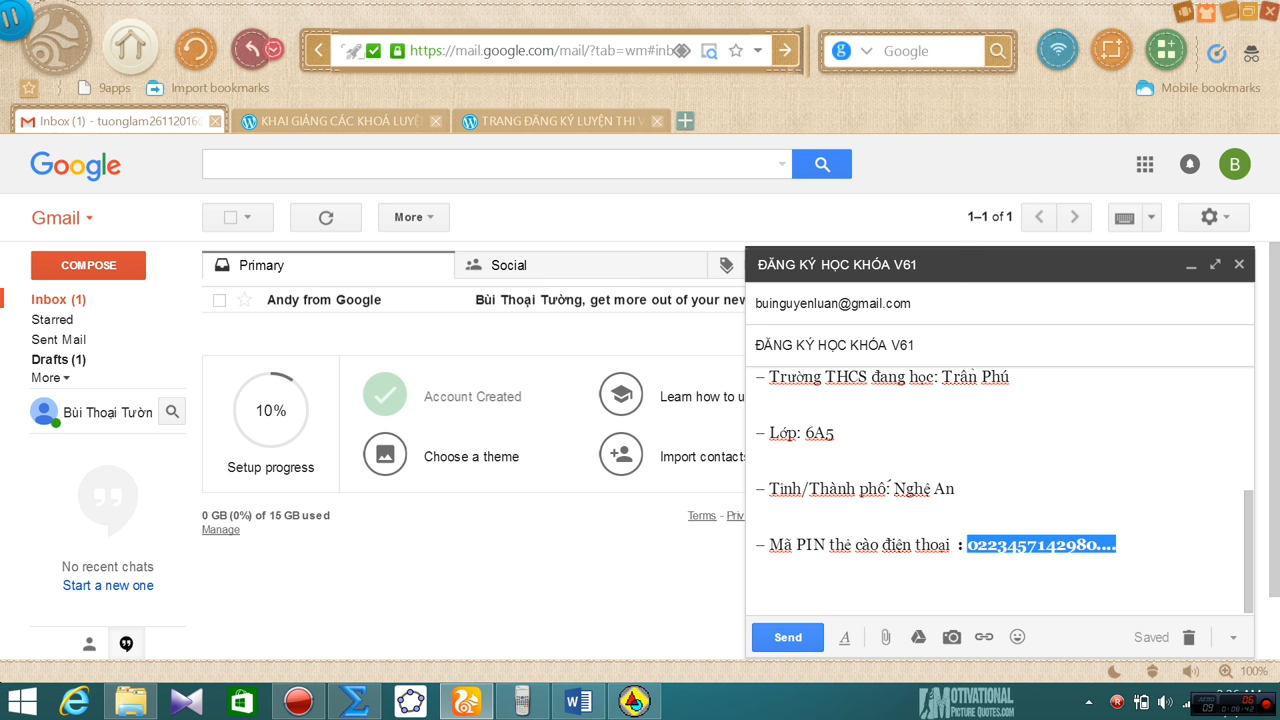 https://mail.google.com/mail/?tab=wm#inb
Google
9apps
Import bookmarks
Mobile bookmarks
Inbox (1) - tuonglam26112016
KHAI GIẢNG CÁC KHOÁ LUYỆ
TRANG ĐĂNG KÝ LUYỆN THI V
Google
B
Gmail
More
1–1 of 1
COMPOSE
Primary
Social
Inbox (1)
Starred
Sent Mail
Drafts (1)
More
Bùi Thoại Tườn
Andy from Google
Bùi Thoại Tường, get more out of your new
10%
Setup progress
Account Created
Learn how to u
Choose a theme
Import contacts
0 GB (0%) of 15 GB used
Manage
Terms - Priv
No recent chats
Start a new one
ĐĂNG KÝ HỌC KHÓA V61
buinguyenluan@gmail.com
ĐĂNG KÝ HỌC KHÓA V61
– Trường THCS đang học: Trần Phú
– Lớp: 6A5
– Tỉnh/Thành phố: Nghệ An
– Mã PIN thẻ cào điện thoại : 0223457142980....
Send
Saved
100%
MOTIVATIONAL
PICTURE QUOTES.COM